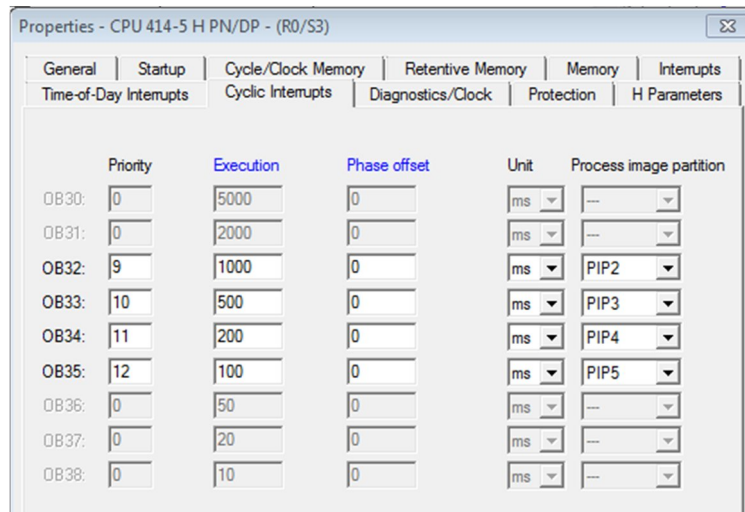 Properties - CPU 414-5 H PN/DP - (R0/S3)
General Startup Cycle/Clock Memory Retentive Memory Memory Interrupts
Time-of-Day Interrupts Cyclic Interrupts Diagnostics/Clock Protection H Parameters
Priority Execution Phase offset Unit Process image partition
OB30: 0 5000 0 ms ---
OB31: 0 2000 0 ms ---
OB32: 9 1000 0 ms PIP2
OB33: 10 500 0 ms PIP3
OB34: 11 200 0 ms PIP4
OB35: 12 100 0 ms PIP5
OB36: 0 50 0 ms ---
OB37: 0 20 0 ms ---
OB38: 0 10 0 ms ---